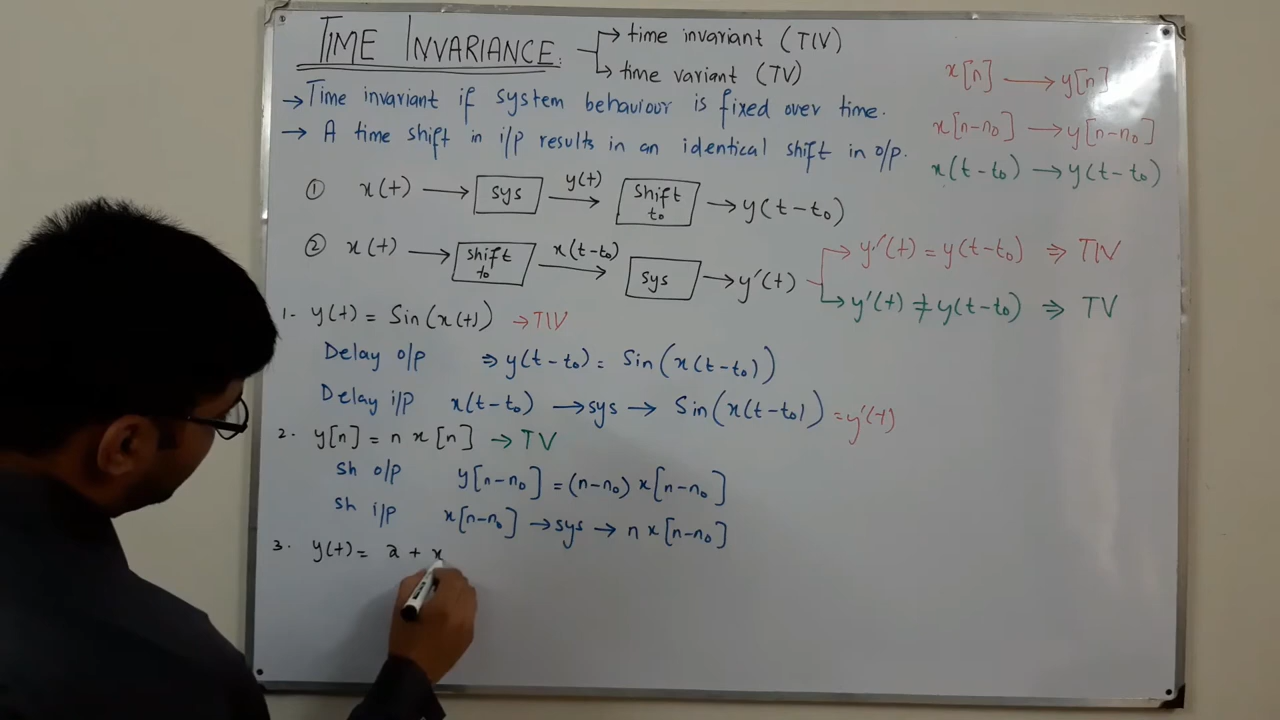 TIME INVARIANCE: → time invariant (TIV)
→ time variant (TV)
→ Time invariant if system behaviour is fixed over time.
→ A time shift in i/p results in an identical shift in o/p.
x[n] → y[n]
x[n-n₀] → y[n-n₀]
x(t-t₀) → y(t-t₀)
① x(t) → sys y(t) → shift t₀ → y(t-t₀)
② x(t) → shift t₀ x(t-t₀) → sys → y'(t) → y'(t) = y(t-t₀) ⇒ TIV
→ y'(t) ≠ y(t-t₀) ⇒ TV
1. y(t) = Sin(x(t)) → TIV
Delay o/p ⇒ y(t-t₀) = Sin(x(t-t₀))
Delay i/p x(t-t₀) → sys → Sin(x(t-t₀)) = y'(t)
2. y[n] = n x[n] → TV
Sh o/p y[n-n₀] = (n-n₀) x[n-n₀]
Sh i/p x[n-n₀] → sys → n x[n-n₀]
3. y(t) = 2 + x